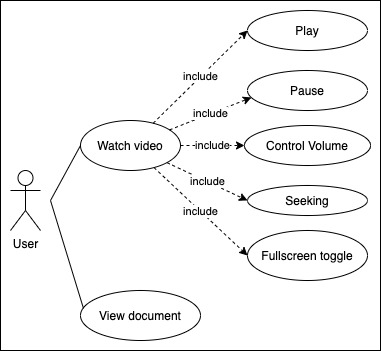 Play
include
Pause
include
Watch video
include
Control Volume
include
Seeking
include
User
Fullscreen toggle
View document